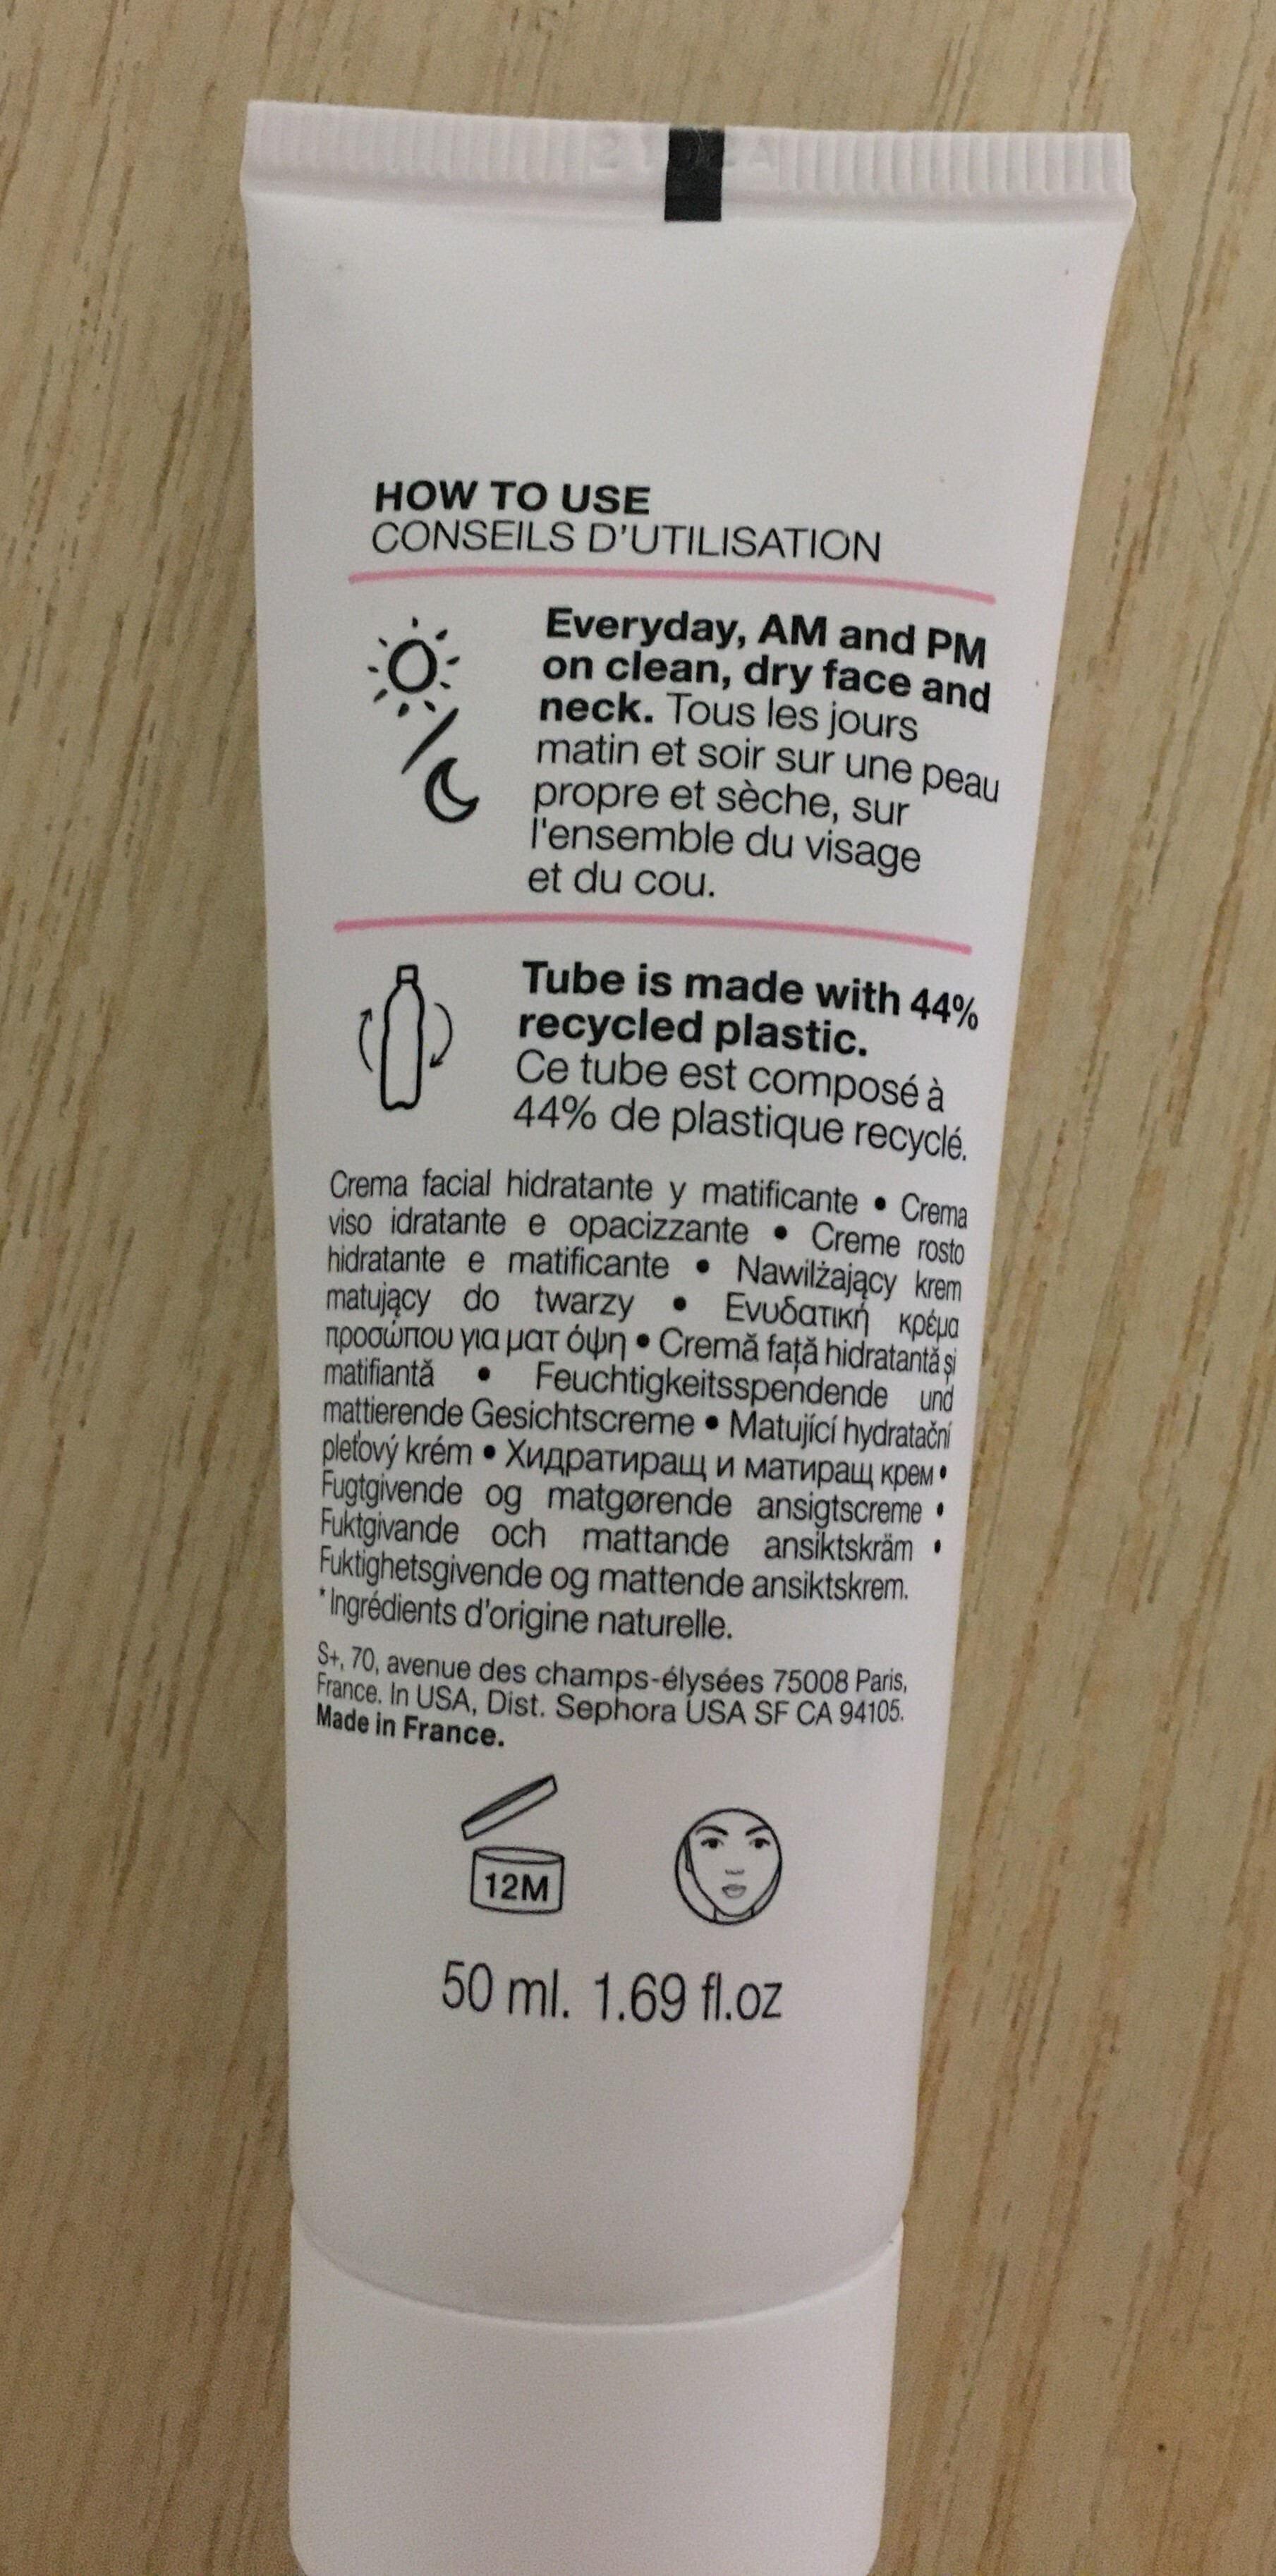 HOW TO USE
CONSEILS D'UTILISATION
Everyday, AM and PM
on clean, dry face and
neck. Tous les jours
matin et soir sur une peau
propre et sèche, sur
l'ensemble du visage
et du cou.
Tube is made with 44%
recycled plastic.
Ce tube est composé à
44% de plastique recyclé.
Crema facial hidratante y matificante • Crema
viso idratante e opacizzante • Creme rosto
hidratante e matificante • Nawilżający krem
matujący do twarzy • Ενυδατική κρέμα
προσώπου για ματ όψη • Cremă față hidratantă și
matifiantă • Feuchtigkeitsspendende und
mattierende Gesichtscreme • Matující hydratační
pleťový krém • Хидратиращ и матиращ крем •
Fugtgivende og matgørende ansigtscreme •
Fuktgivande och mattande ansiktskräm •
Fuktighetsgivende og mattende ansiktskrem.
*Ingrédients d'origine naturelle.
S+, 70, avenue des champs-élysées 75008 Paris,
France. In USA, Dist. Sephora USA SF CA 94105.
Made in France.
12M
50 ml. 1.69 fl.oz